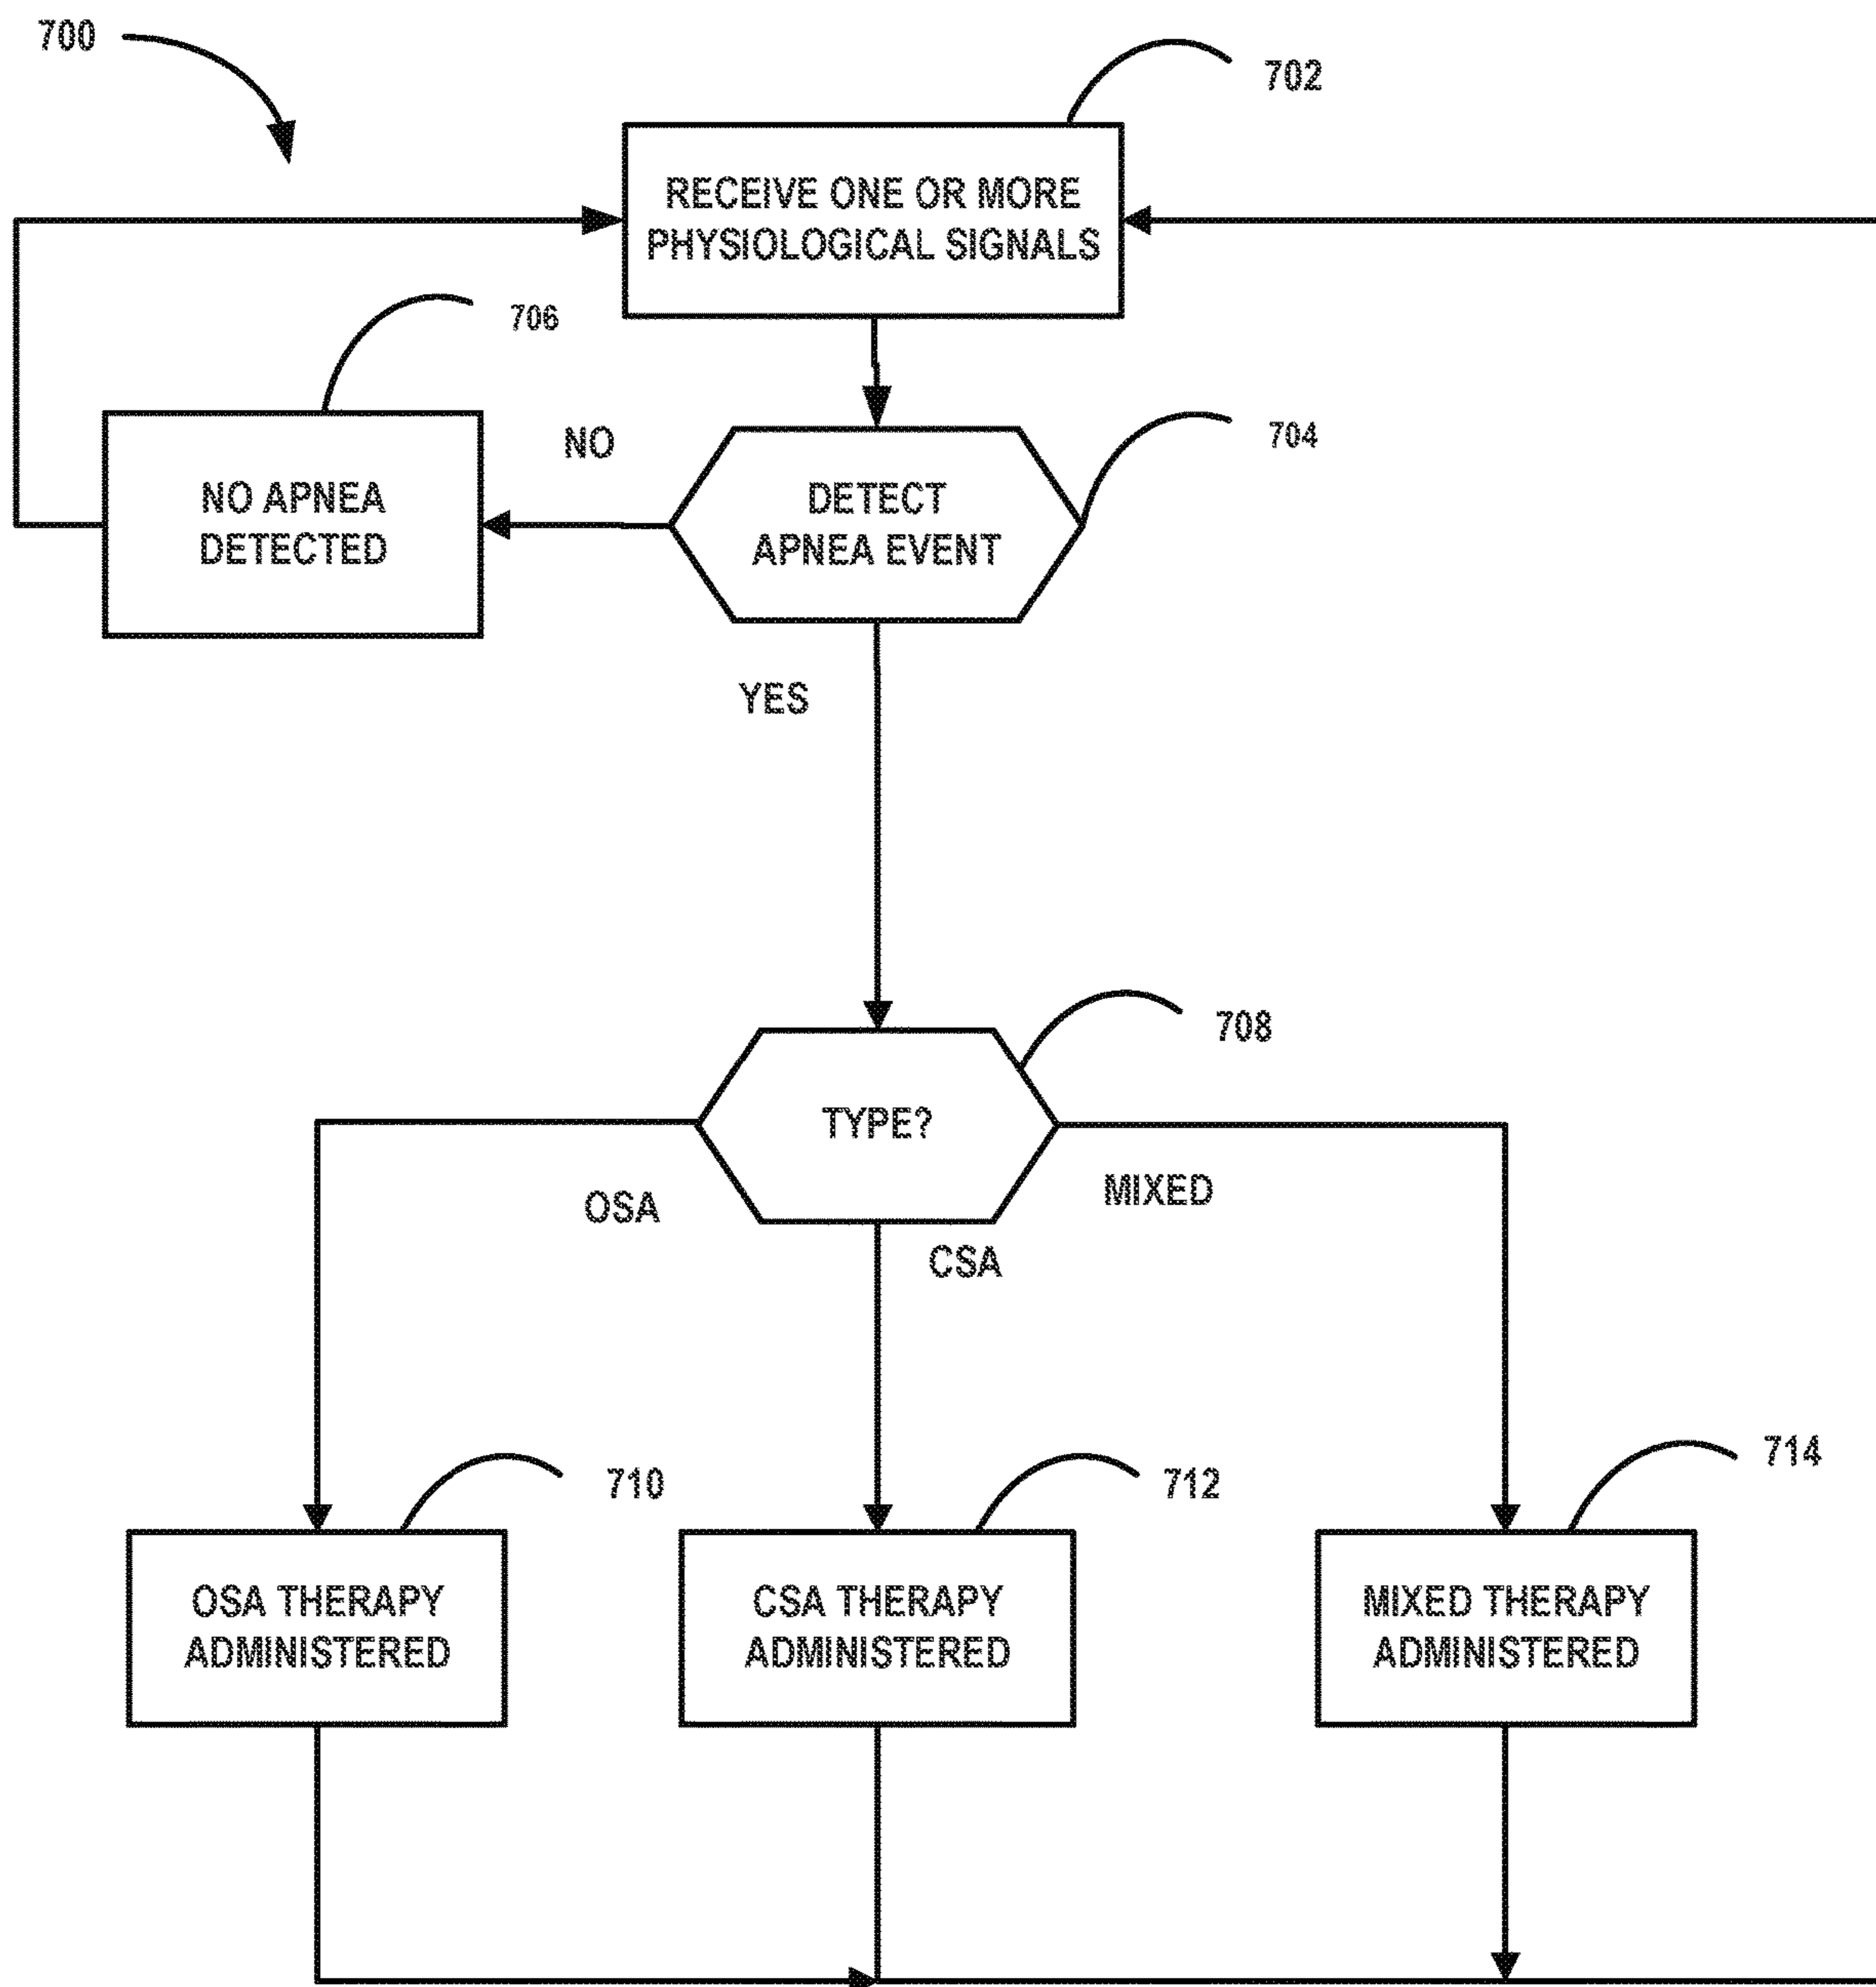 700
702
RECEIVE ONE OR MORE
PHYSIOLOGICAL SIGNALS
706
704
NO
NO APNEA
DETECTED
DETECT
APNEA EVENT
YES
708
TYPE?
OSA
MIXED
CSA
710
712
714
OSA THERAPY
ADMINISTERED
CSA THERAPY
ADMINISTERED
MIXED THERAPY
ADMINISTERED